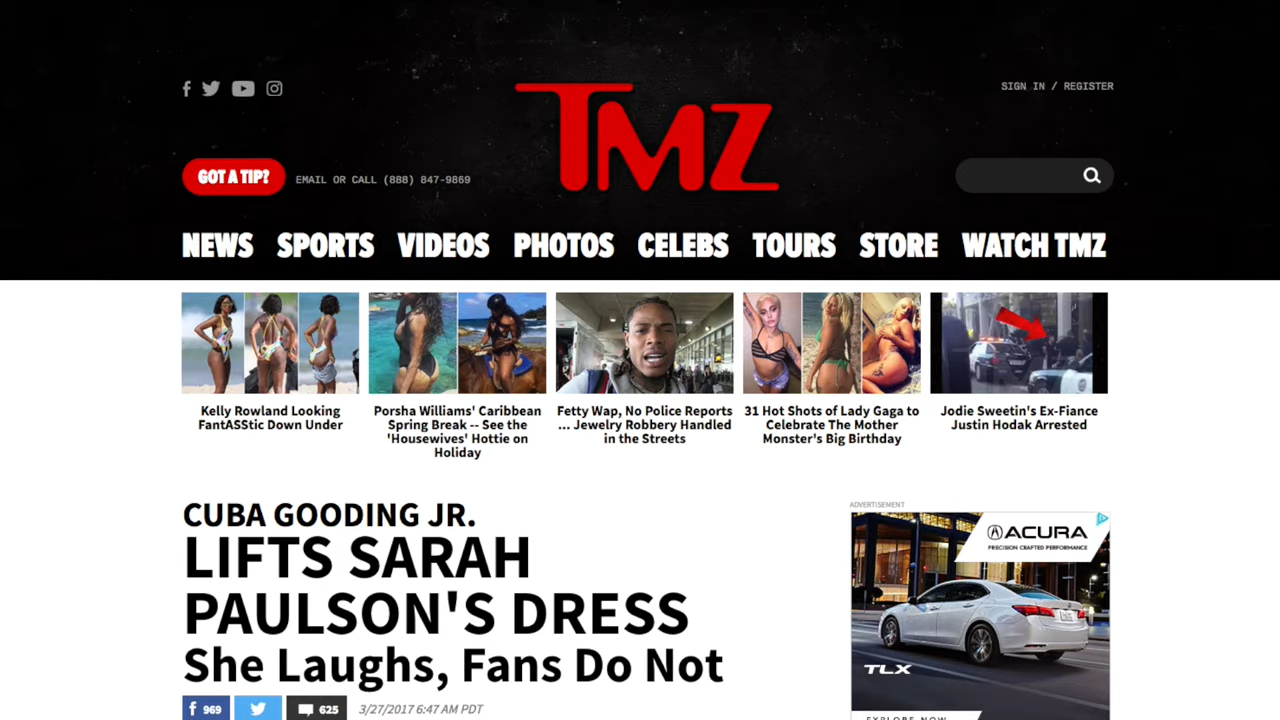 SIGN IN / REGISTER
TMZ
GOT A TIP?
EMAIL OR CALL (888) 847-9869
NEWS SPORTS VIDEOS PHOTOS CELEBS TOURS STORE WATCH TMZ
Kelly Rowland Looking
FantASStic Down Under
Porsha Williams' Caribbean
Spring Break -- See the
'Housewives' Hottie on
Holiday
Fetty Wap, No Police Reports
... Jewelry Robbery Handled
in the Streets
31 Hot Shots of Lady Gaga to
Celebrate The Mother
Monster's Big Birthday
Jodie Sweetin's Ex-Fiance
Justin Hodak Arrested
CUBA GOODING JR.
LIFTS SARAH
PAULSON'S DRESS
She Laughs, Fans Do Not
969
625
3/27/2017 6:47 AM PDT
ADVERTISEMENT
ACURA
PRECISION CRAFTED PERFORMANCE
TLX
EXPLORE NOW